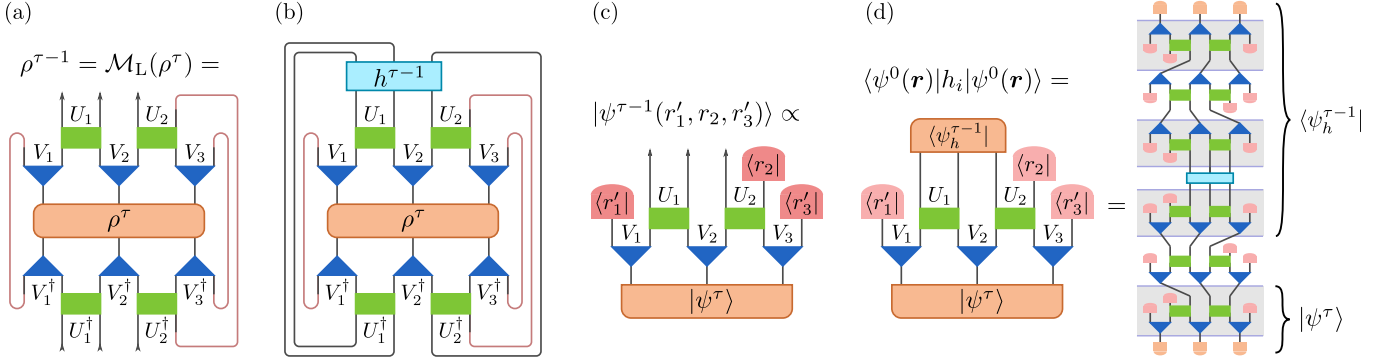 (a)
ρ^{τ−1} = M_L(ρ^τ) =
U_1 U_2
V_1 V_2 V_3
ρ^τ
V_1^† V_2^† V_3^†
U_1^† U_2^†
(b)
h^{τ−1}
U_1 U_2
V_1 V_2 V_3
ρ^τ
V_1^† V_2^† V_3^†
U_1^† U_2^†
(c)
|ψ^{τ−1}(r'_1, r_2, r'_3)⟩ ∝
⟨r_2|
⟨r'_1| U_1 U_2 ⟨r'_3|
V_1 V_2 V_3
|ψ^τ⟩
(d)
⟨ψ^0(r)|h_i|ψ^0(r)⟩ =
⟨ψ_h^{τ−1}|
⟨r_2|
⟨r'_1| U_1 U_2 ⟨r'_3|
V_1 V_2 V_3
|ψ^τ⟩
=
⟨ψ_h^{τ−1}|
|ψ^τ⟩